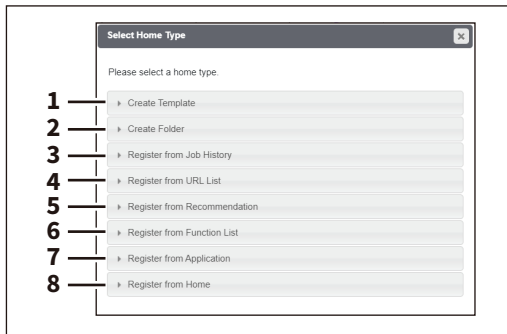 Select Home Type
Please select a home type.
1 Create Template
2 Create Folder
3 Register from Job History
4 Register from URL List
5 Register from Recommendation
6 Register from Function List
7 Register from Application
8 Register from Home